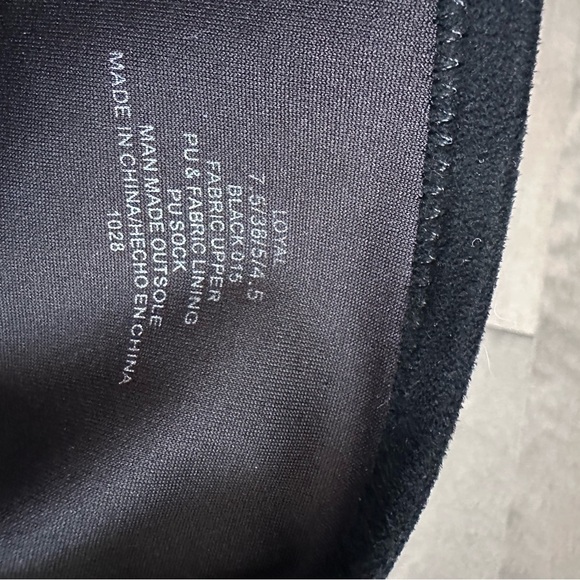 LOYAL
7.5/38/5/4.5
BLACK 015
FABRIC UPPER
PU & FABRIC LINING
PU SOCK
MAN MADE OUTSOLE
MADE IN CHINA/HECHO EN CHINA
1028